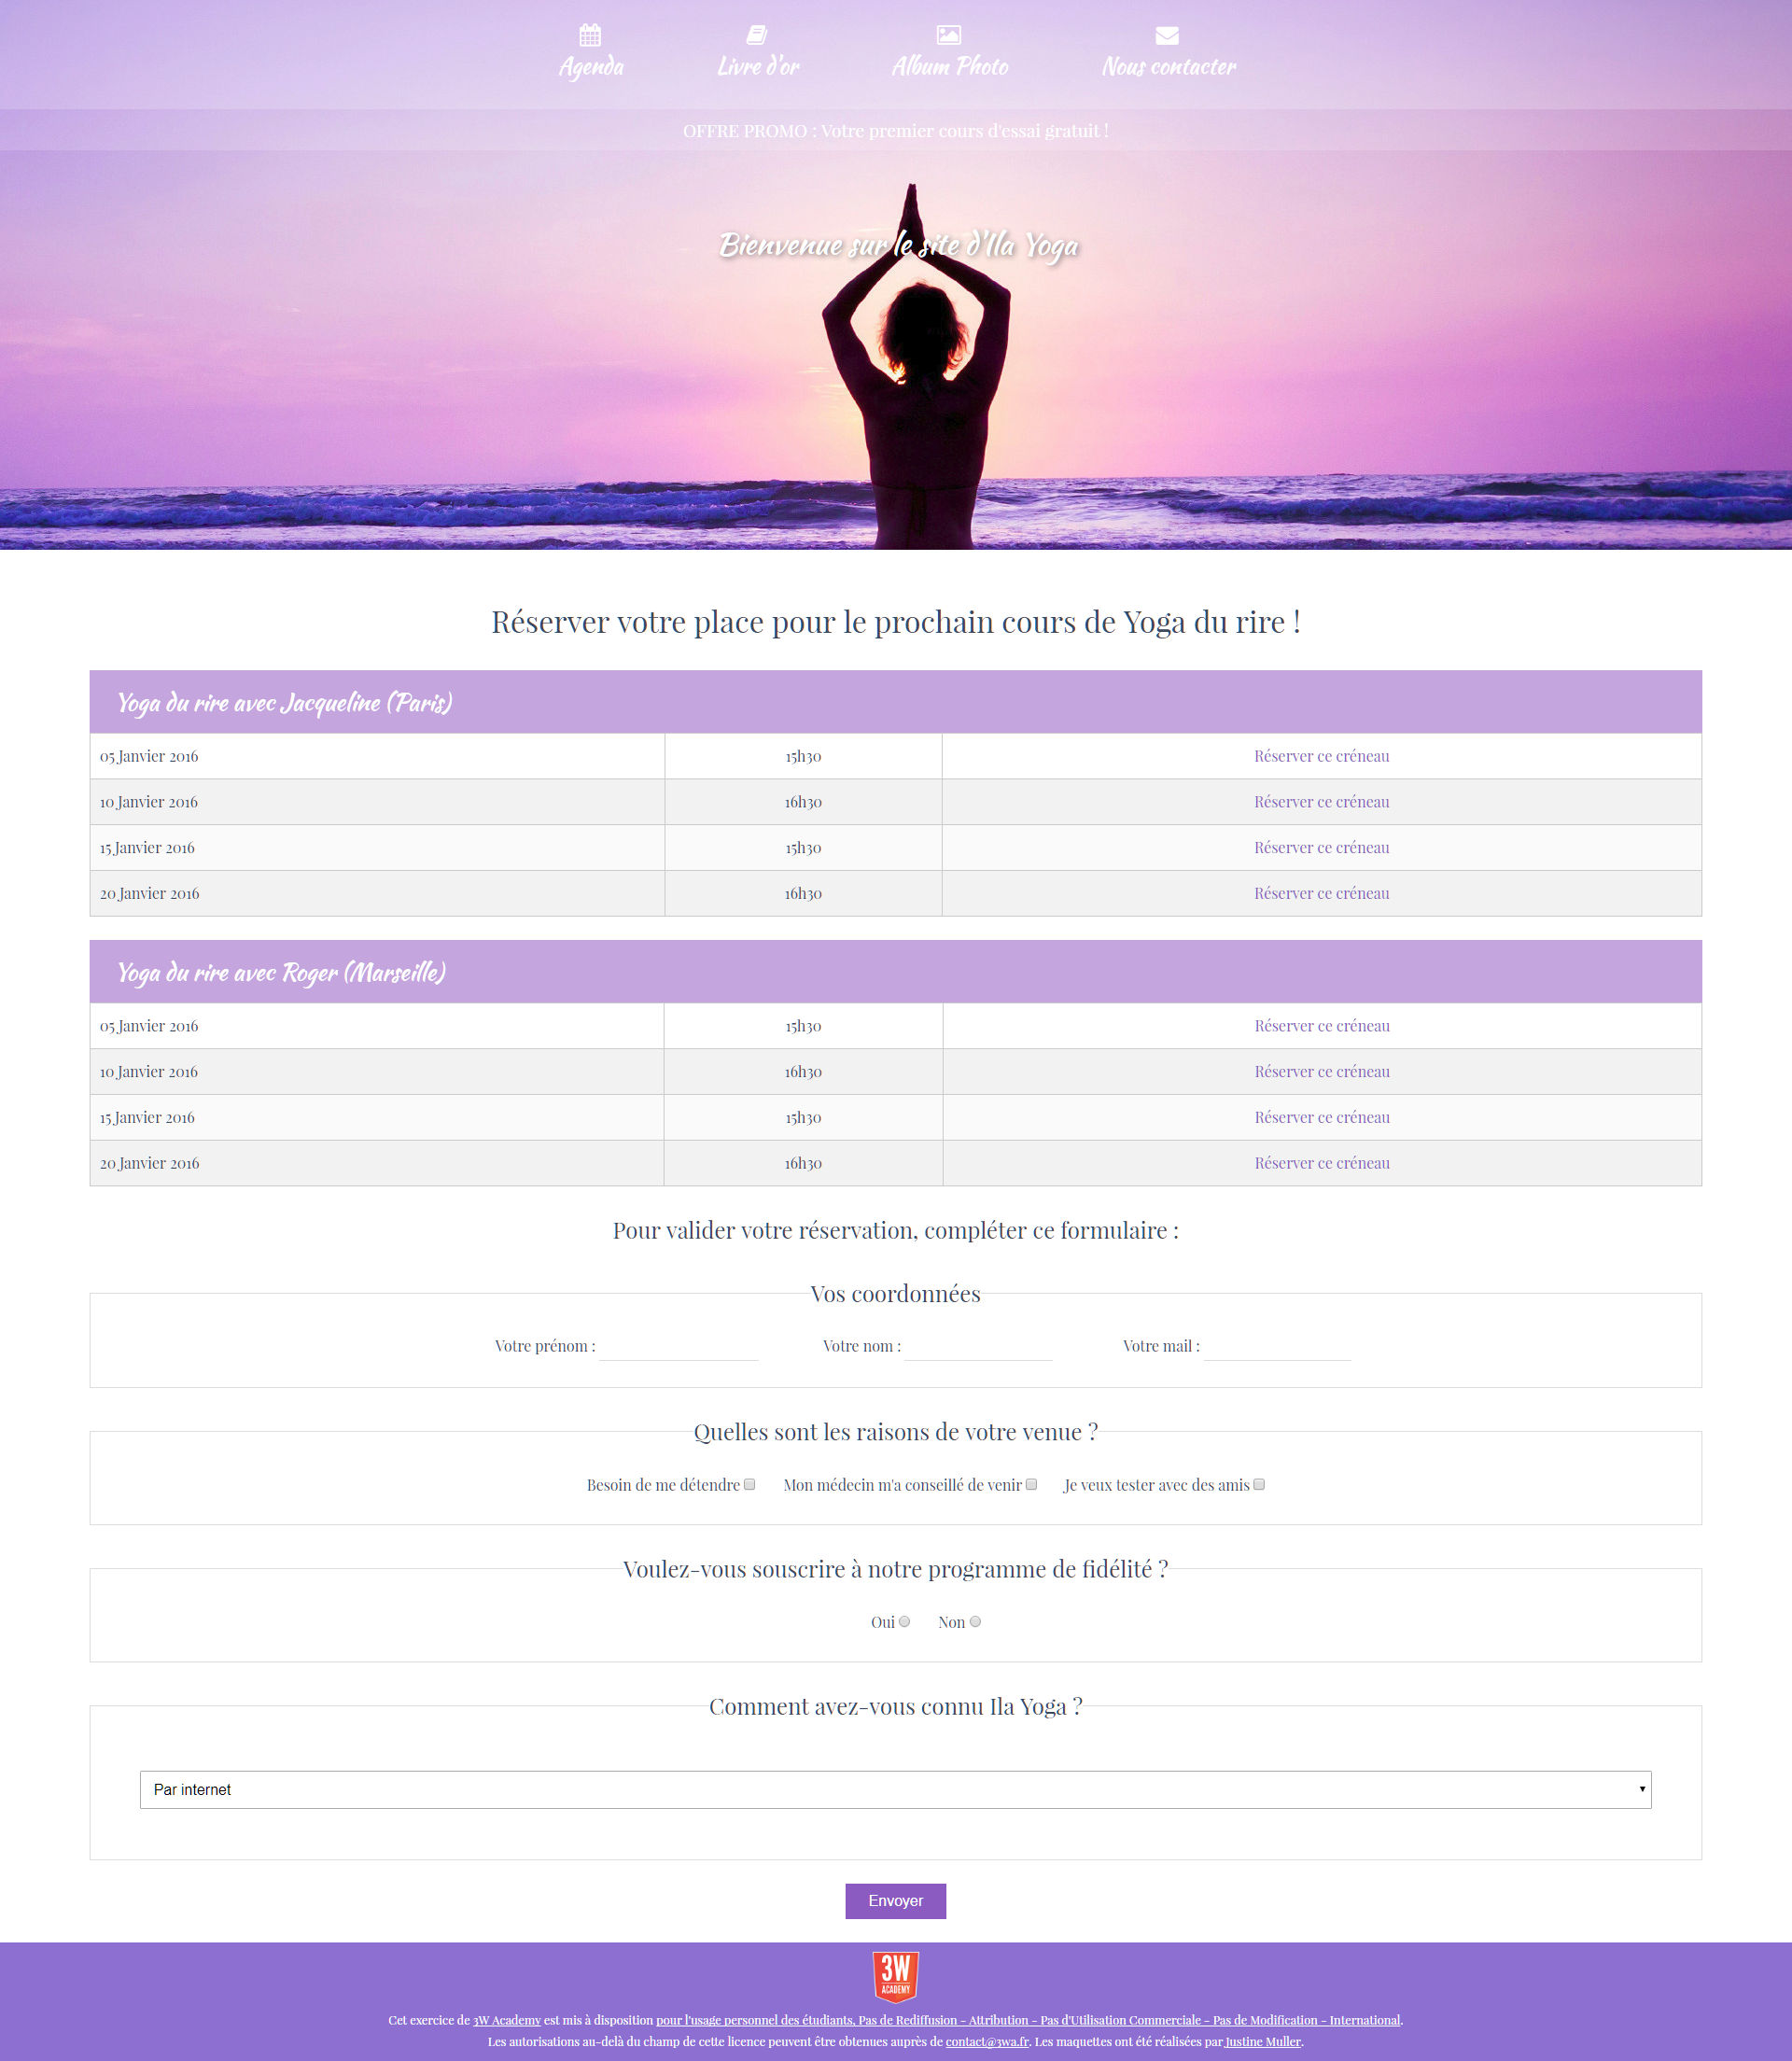 Agenda Livre d'or Album Photo Nous contacter
OFFRE PROMO : Votre premier cours d'essai gratuit !
Bienvenue sur le site d'Ila Yoga
Réserver votre place pour le prochain cours de Yoga du rire !
Yoga du rire avec Jacqueline (Paris)
05 Janvier 2016 15h30 Réserver ce créneau
10 Janvier 2016 16h30 Réserver ce créneau
15 Janvier 2016 15h30 Réserver ce créneau
20 Janvier 2016 16h30 Réserver ce créneau
Yoga du rire avec Roger (Marseille)
05 Janvier 2016 15h30 Réserver ce créneau
10 Janvier 2016 16h30 Réserver ce créneau
15 Janvier 2016 15h30 Réserver ce créneau
20 Janvier 2016 16h30 Réserver ce créneau
Pour valider votre réservation, compléter ce formulaire :
Vos coordonnées
Votre prénom : Votre nom : Votre mail :
Quelles sont les raisons de votre venue ?
Besoin de me détendre Mon médecin m'a conseillé de venir Je veux tester avec des amis
Voulez-vous souscrire à notre programme de fidélité ?
Oui Non
Comment avez-vous connu Ila Yoga ?
Par internet
Envoyer
3W
ACADEMY
Cet exercice de 3W Academy est mis à disposition pour l'usage personnel des étudiants, Pas de Rediffusion - Attribution - Pas d'Utilisation Commerciale - Pas de Modification - International.
Les autorisations au-delà du champ de cette licence peuvent être obtenues auprès de contact@3wa.fr. Les maquettes ont été réalisées par Justine Muller.